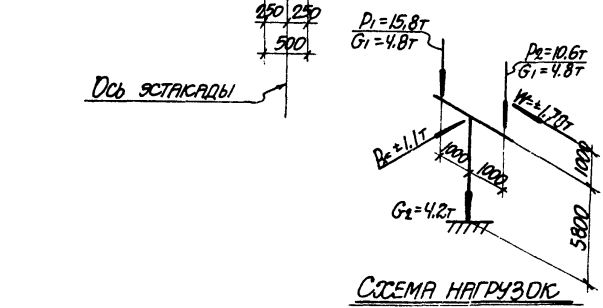 250 250
500
Ось эстакады
P1=15.8т
G1=4.8т
P2=10.6т
G1=4.8т
W=±1.70т
=±1.1т
1000
1000
1000
5800
G2=4.2т
Схема нагрузок